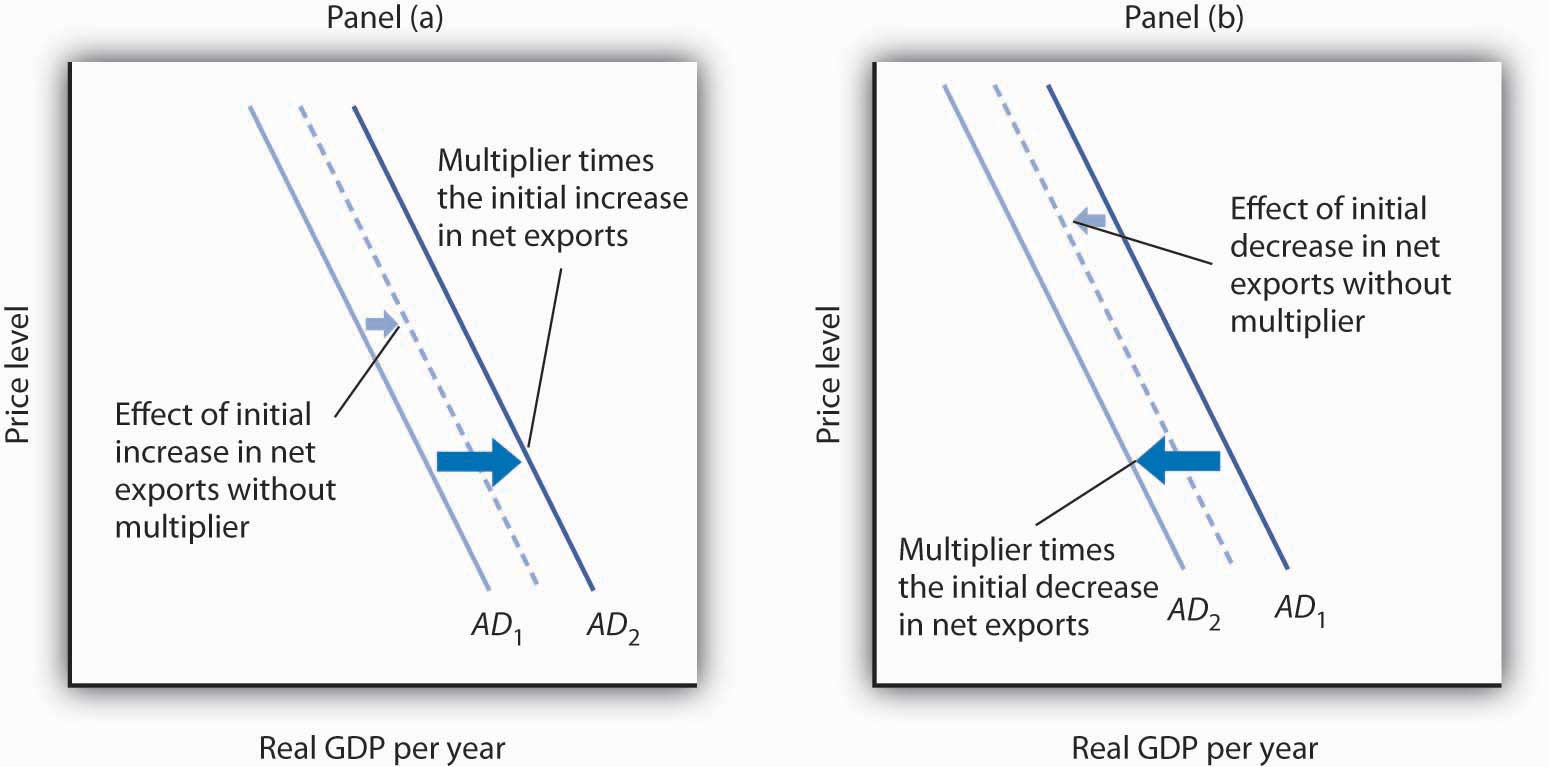 Panel (a)
Price level
Multiplier times
the initial increase
in net exports
Effect of initial
increase in net
exports without
multiplier
AD1
AD2
Real GDP per year
Panel (b)
Price level
Effect of initial
decrease in net
exports without
multiplier
Multiplier times
the initial decrease
in net exports
AD2
AD1
Real GDP per year